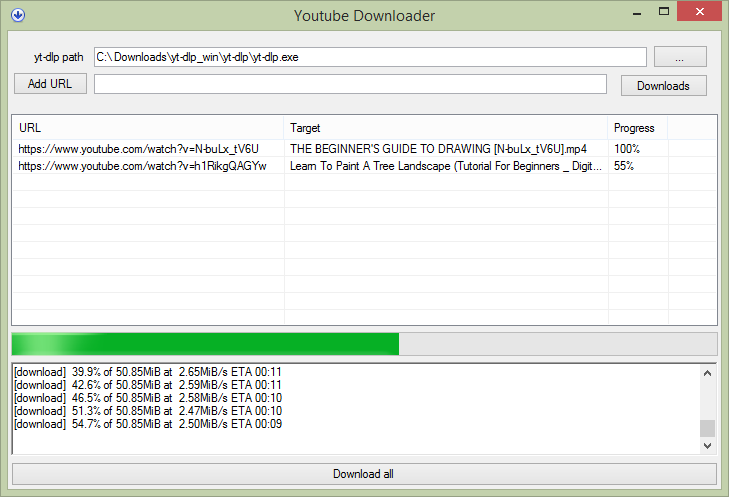 Youtube Downloader
yt-dlp path C:\ Downloads\yt-dlp_win\yt-dlp\yt-dlp.exe ...
Add URL Downloads
URL Target Progress
https://www.youtube.com/watch?v=N-buLx_tV6U THE BEGINNER'S GUIDE TO DRAWING [N-buLx_tV6U].mp4 100%
https://www.youtube.com/watch?v=h1RikgQAGYw Learn To Paint A Tree Landscape (Tutorial For Beginners _ Digit... 55%
[download] 39.9% of 50.85MiB at 2.65MiB/s ETA 00:11
[download] 42.6% of 50.85MiB at 2.59MiB/s ETA 00:11
[download] 46.5% of 50.85MiB at 2.58MiB/s ETA 00:10
[download] 51.3% of 50.85MiB at 2.47MiB/s ETA 00:10
[download] 54.7% of 50.85MiB at 2.50MiB/s ETA 00:09
Download all